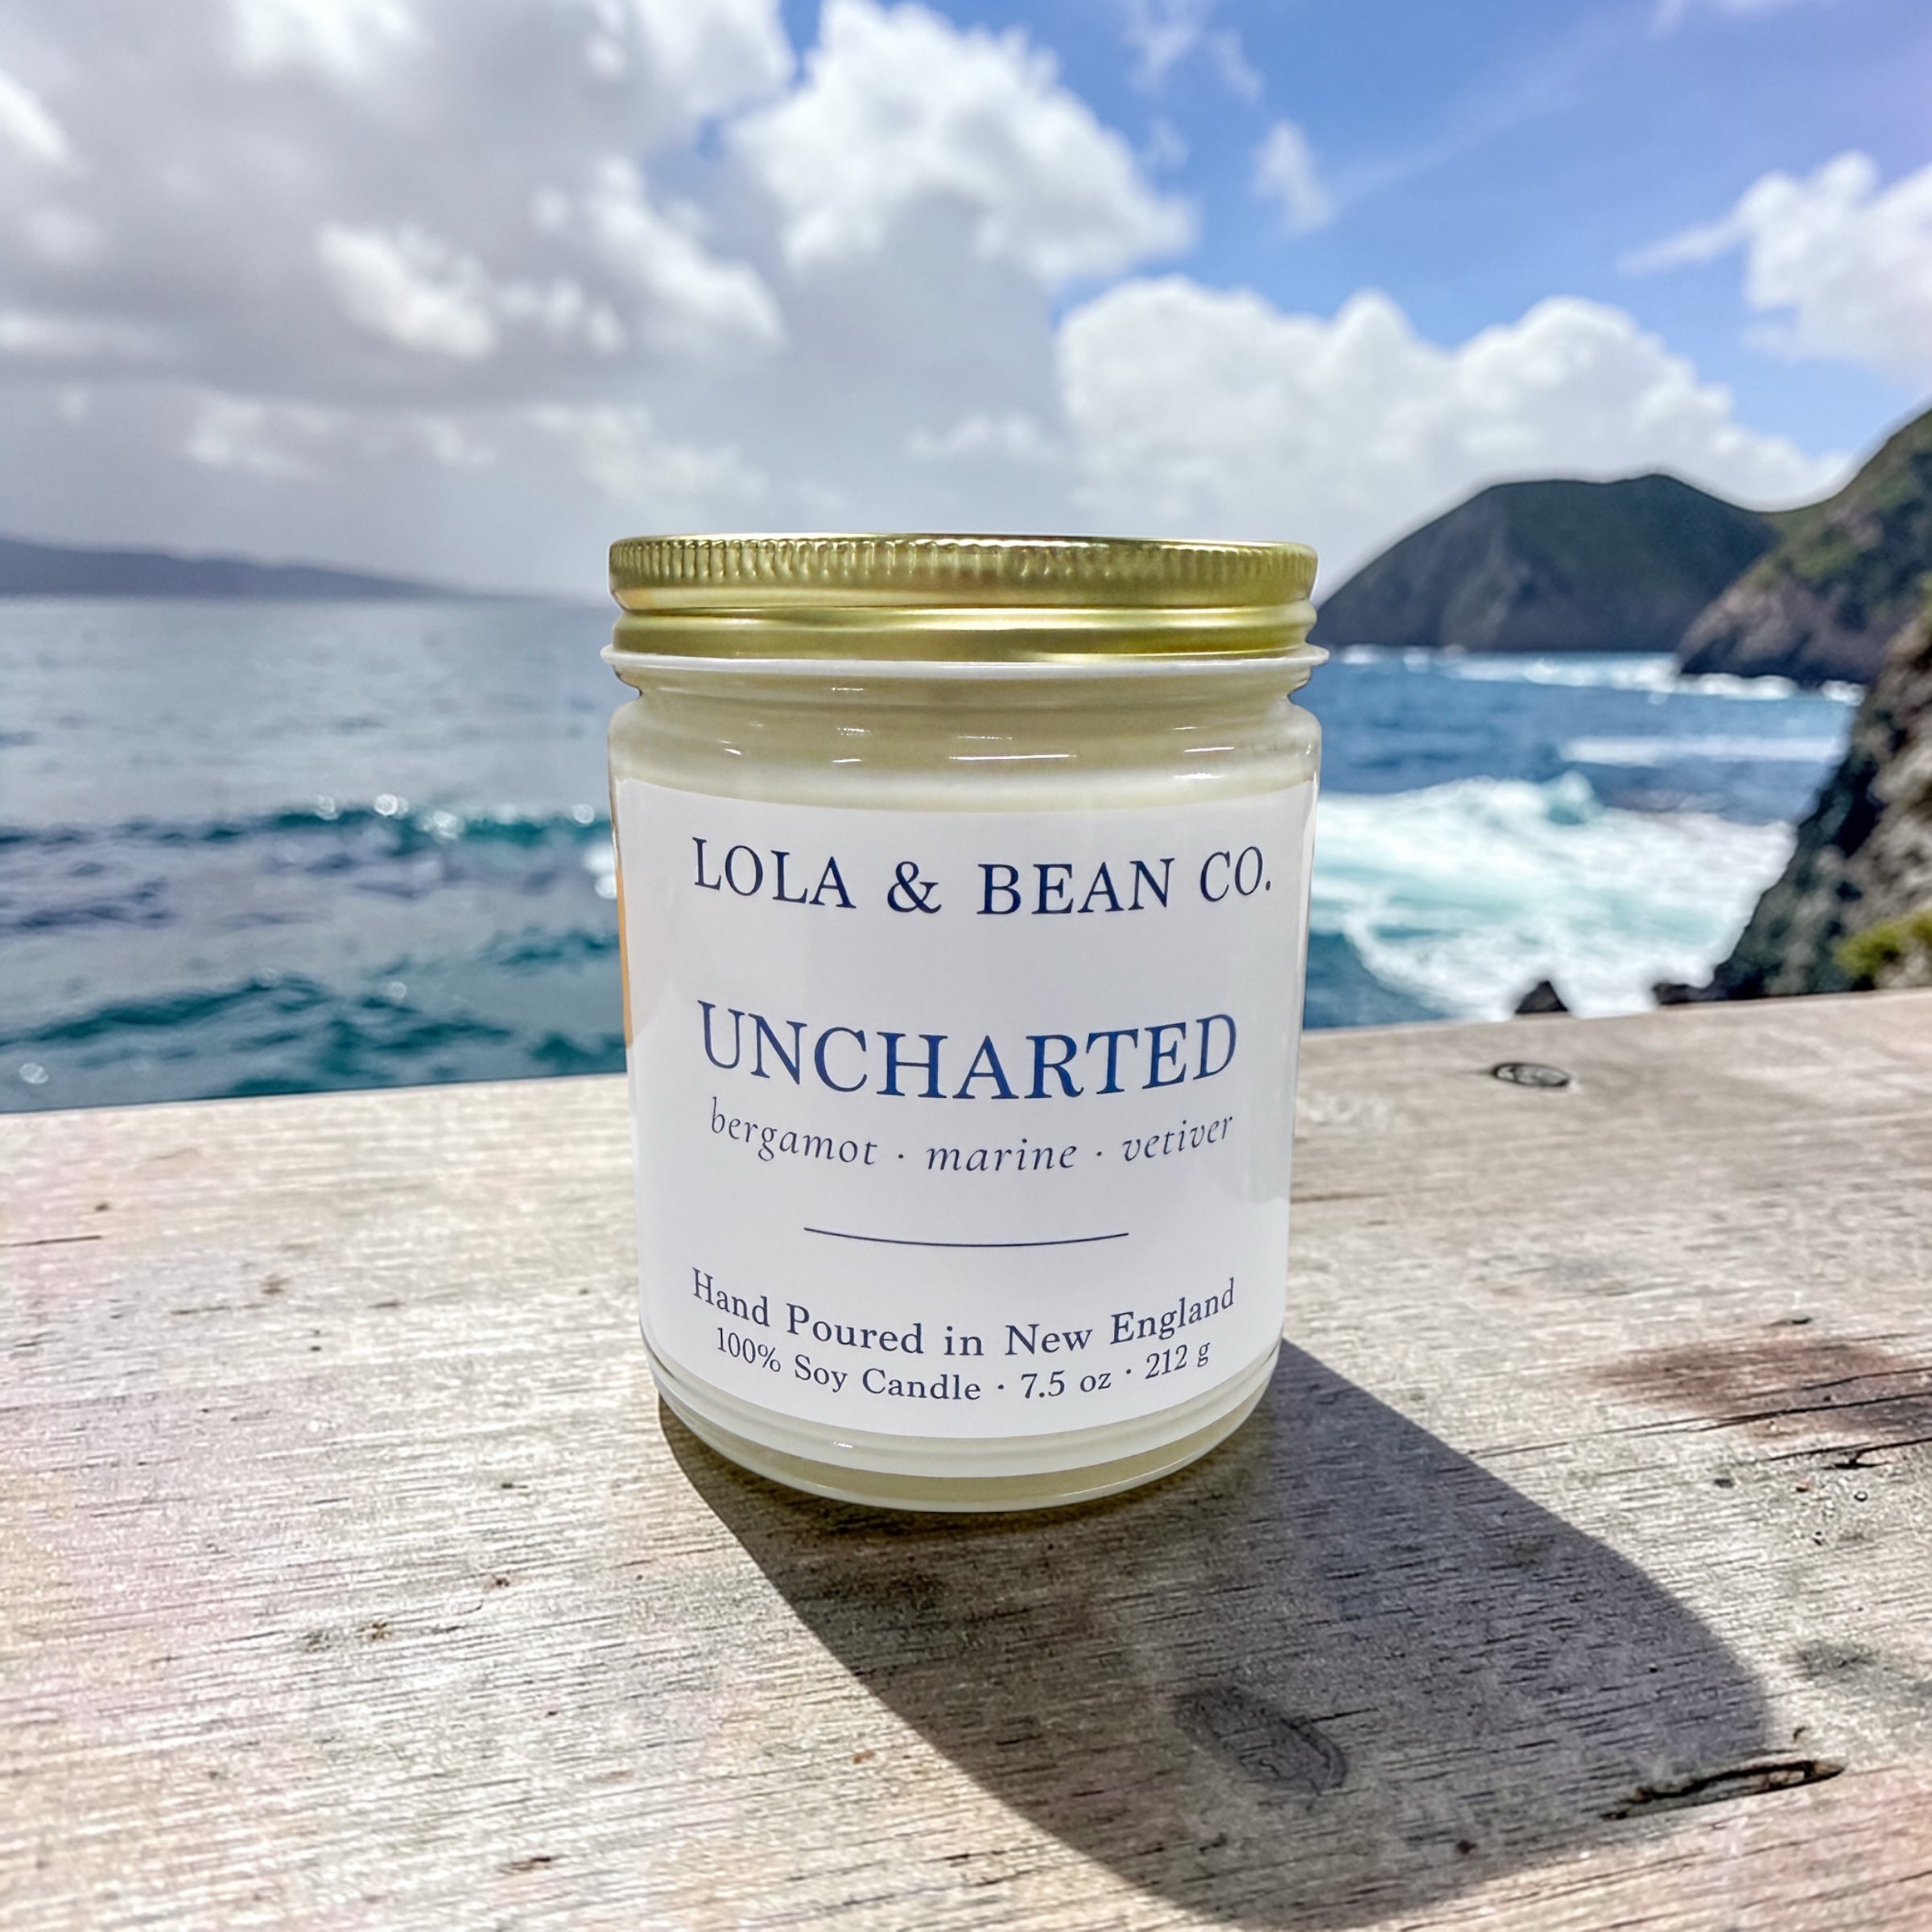 LOLA & BEAN CO.
UNCHARTED
bergamot · marine · vetiver
Hand Poured in New England
100% Soy Candle · 7.5 oz · 212 g